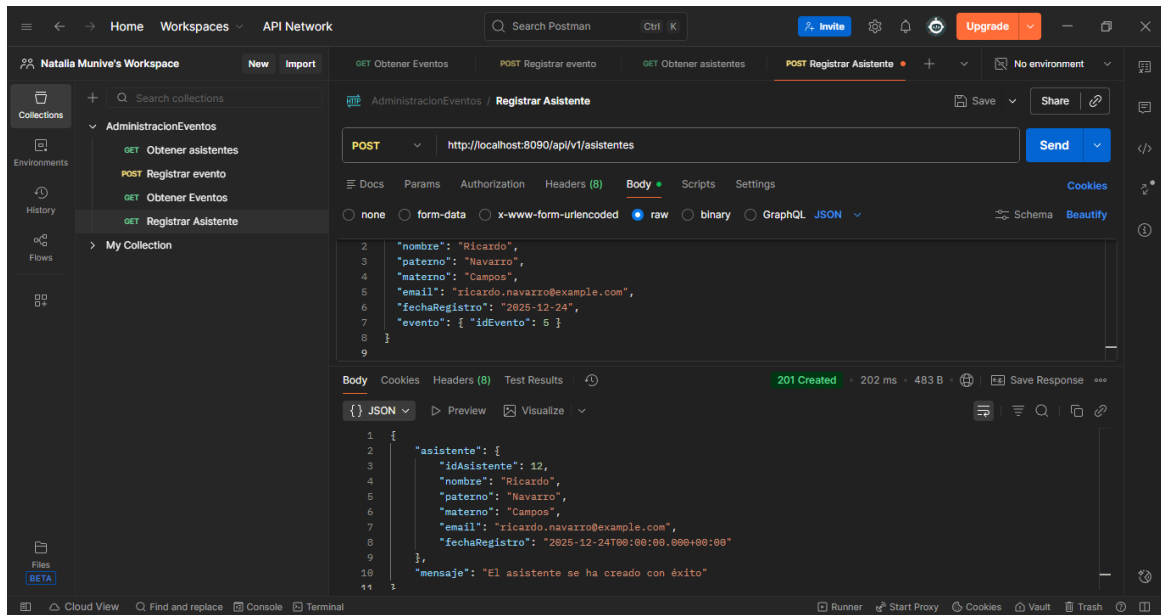 Home Workspaces API Network Search Postman Ctrl K Invite Upgrade
Natalia Munive's Workspace New Import GET Obtener Eventos POST Registrar evento GET Obtener asistentes POST Registrar Asistente No environment
Collections
Environments
History
Flows
Files
BETA
Search collections
AdministracionEventos
GET Obtener asistentes
POST Registrar evento
GET Obtener Eventos
GET Registrar Asistente
My Collection
HTTP AdministracionEventos / Registrar Asistente Save Share
POST http://localhost:8090/api/v1/asistentes Send
Docs Params Authorization Headers (8) Body Scripts Settings Cookies
none form-data x-www-form-urlencoded raw binary GraphQL JSON Schema Beautify
2 "nombre": "Ricardo",
3 "paterno": "Navarro",
4 "materno": "Campos",
5 "email": "ricardo.navarro@example.com",
6 "fechaRegistro": "2025-12-24",
7 "evento": { "idEvento": 5 }
8 }
9
Body Cookies Headers (8) Test Results 201 Created 202 ms 483 B Save Response
{} JSON Preview Visualize
1 {
2 "asistente": {
3 "idAsistente": 12,
4 "nombre": "Ricardo",
5 "paterno": "Navarro",
6 "materno": "Campos",
7 "email": "ricardo.navarro@example.com",
8 "fechaRegistro": "2025-12-24T00:00:00.000+00:00"
9 },
10 "mensaje": "El asistente se ha creado con éxito"
11 }
Cloud View Find and replace Console Terminal Runner Start Proxy Cookies Vault Trash